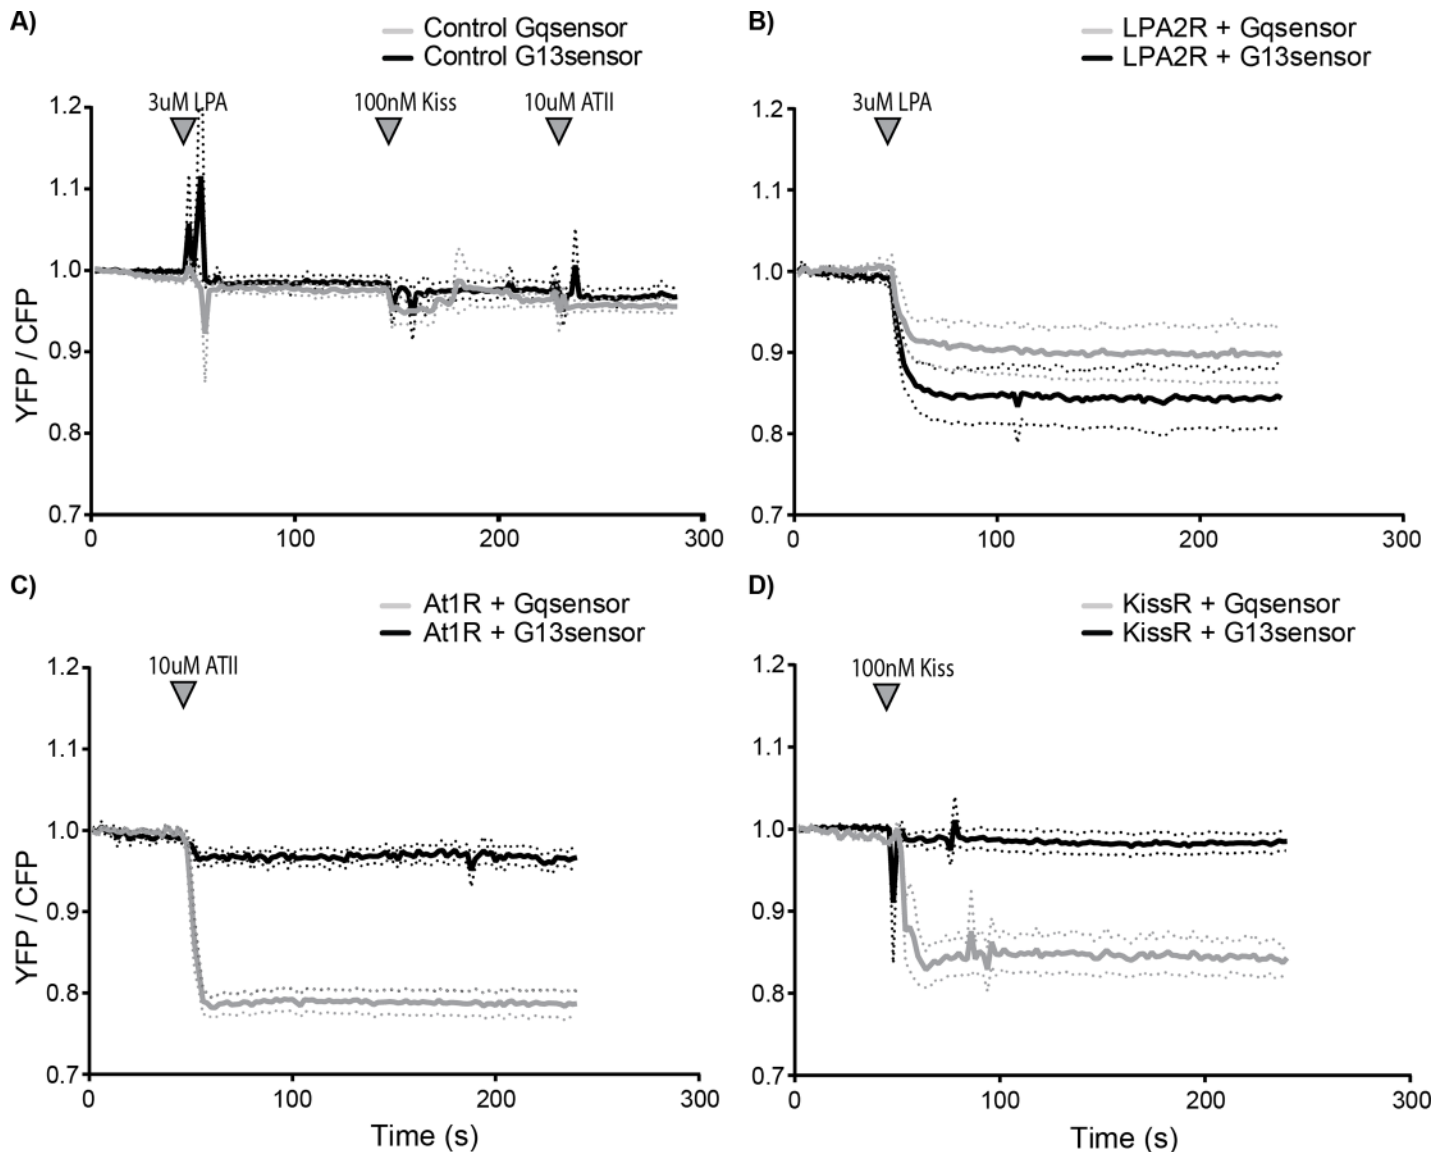 A)
Control Gqsensor
Control G13sensor
3uM LPA
100nM Kiss
10uM ATII
1.2
1.1
1.0
0.9
0.8
0.7
YFP / CFP
0
100
200
300
B)
LPA2R + Gqsensor
LPA2R + G13sensor
3uM LPA
1.2
1.1
1.0
0.9
0.8
0.7
0
100
200
300
C)
At1R + Gqsensor
At1R + G13sensor
10uM ATII
1.2
1.1
1.0
0.9
0.8
0.7
YFP / CFP
0
100
200
300
Time (s)
D)
KissR + Gqsensor
KissR + G13sensor
100nM Kiss
1.2
1.1
1.0
0.9
0.8
0.7
0
100
200
300
Time (s)